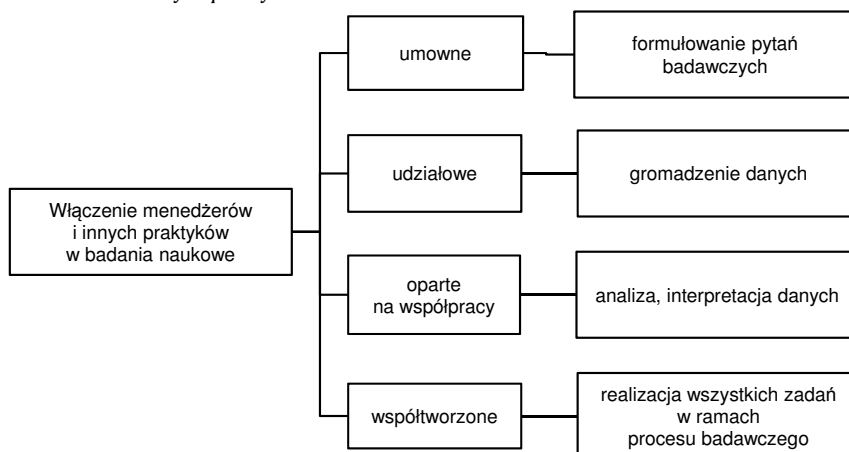 umowne
formułowanie pytań
badawczych
udziałowe
gromadzenie danych
Włączenie menedżerów
i innych praktyków
w badania naukowe
oparte
na współpracy
analiza, interpretacja danych
współtworzone
realizacja wszystkich zadań
w ramach
procesu badawczego